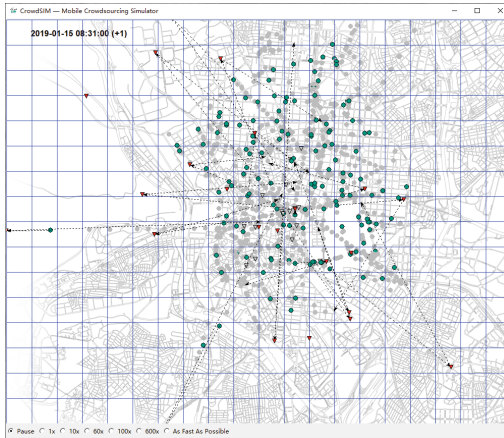 CrowdSIM — Mobile Crowdsourcing Simulator
2019-01-15 08:31:00 (+1)
Pause 1x 10x 60x 100x 600x As Fast As Possible